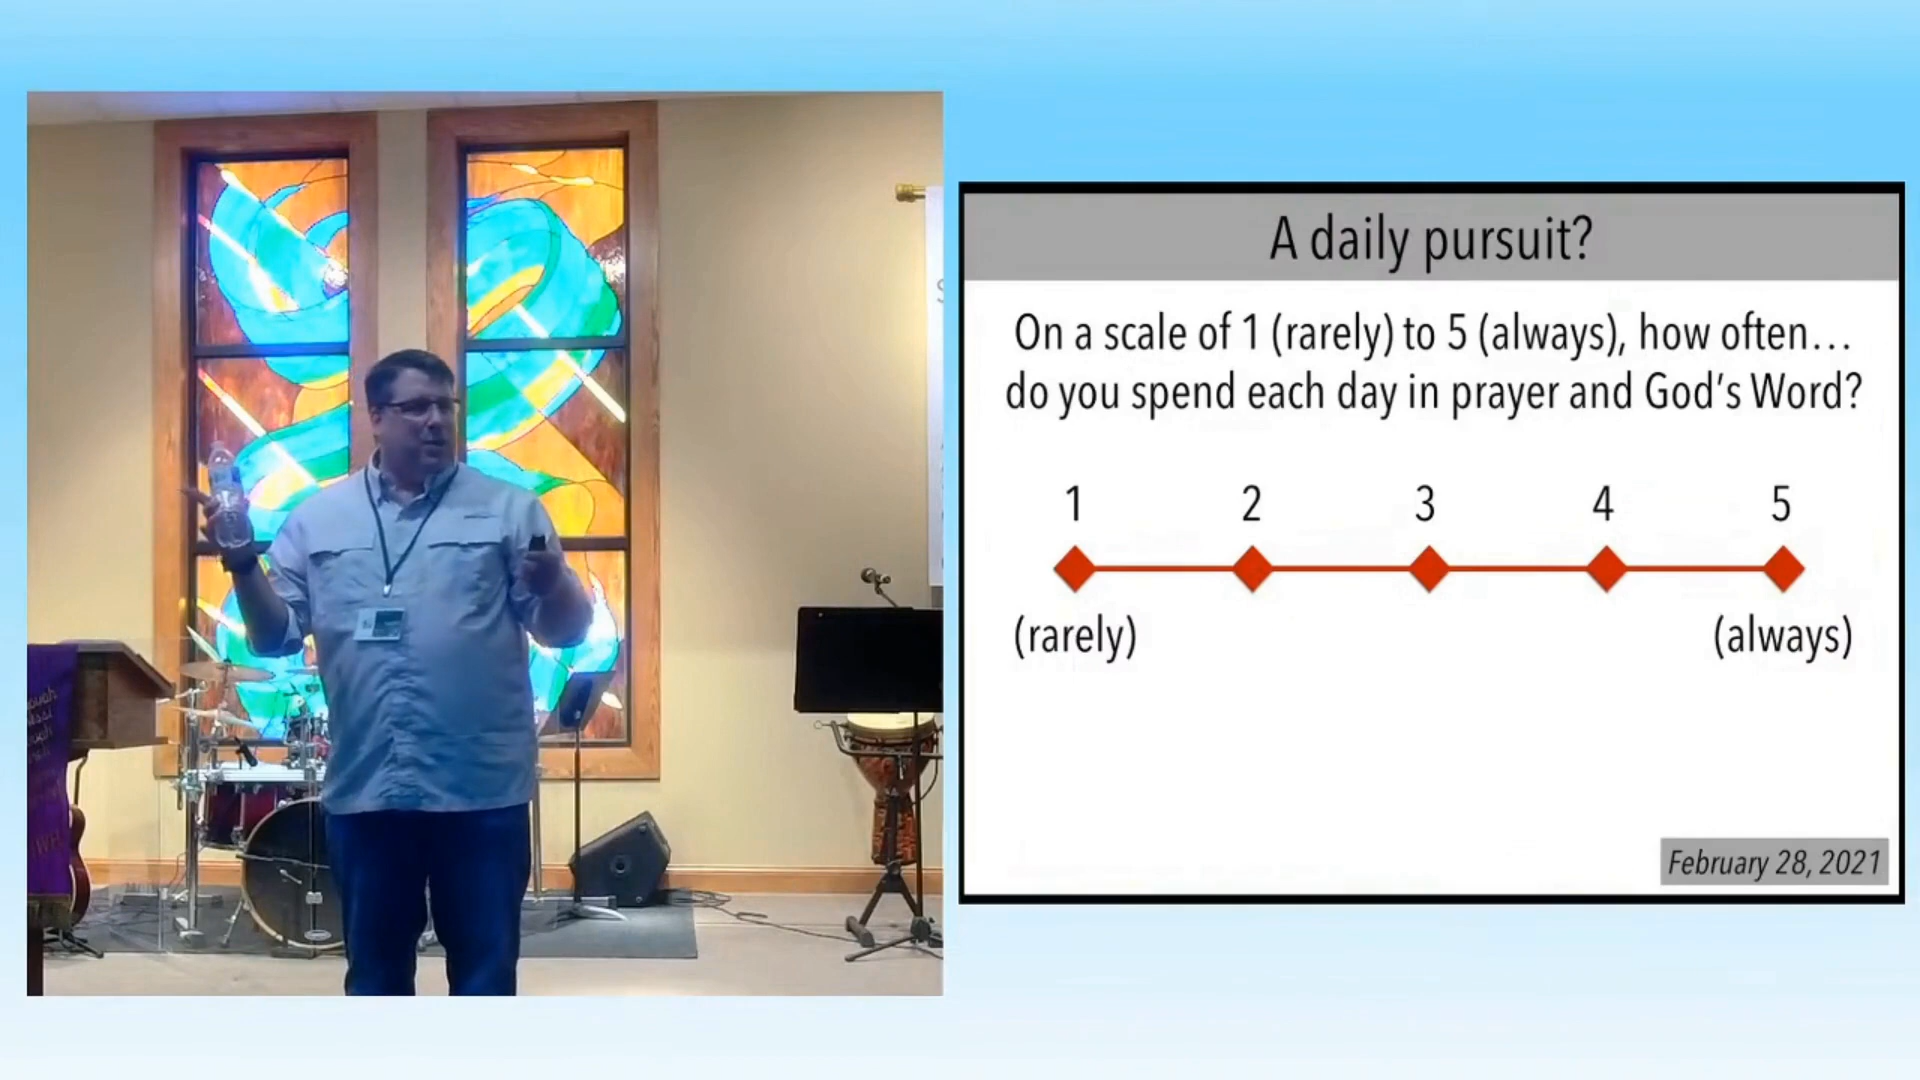 A daily pursuit?
On a scale of 1 (rarely) to 5 (always), how often…
do you spend each day in prayer and God's Word?
1 2 3 4 5
(rarely) (always)
February 28, 2021